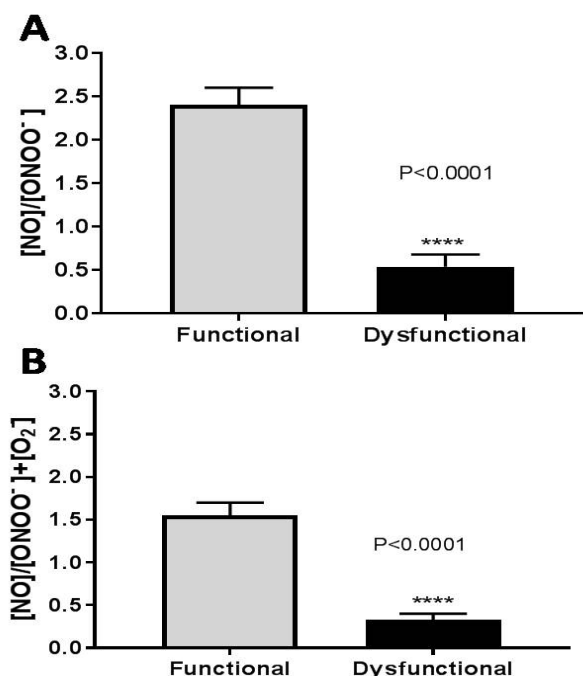 A
3.0
2.5
2.0
1.5
1.0
0.5
0.0
[NO]/[ONOO⁻]
P<0.0001
****
Functional Dysfunctional
B
3.0
2.5
2.0
1.5
1.0
0.5
0.0
[NO]/[ONOO⁻]+[O₂⁻]
P<0.0001
****
Functional Dysfunctional